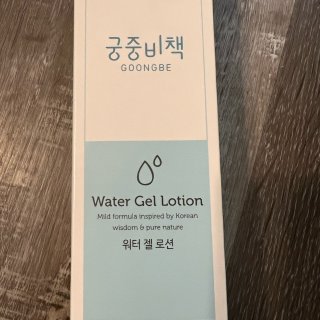 궁중비책
GOONGBE
Water Gel Lotion
Mild formula inspired by Korean
wisdom & pure nature
워터 젤 로션